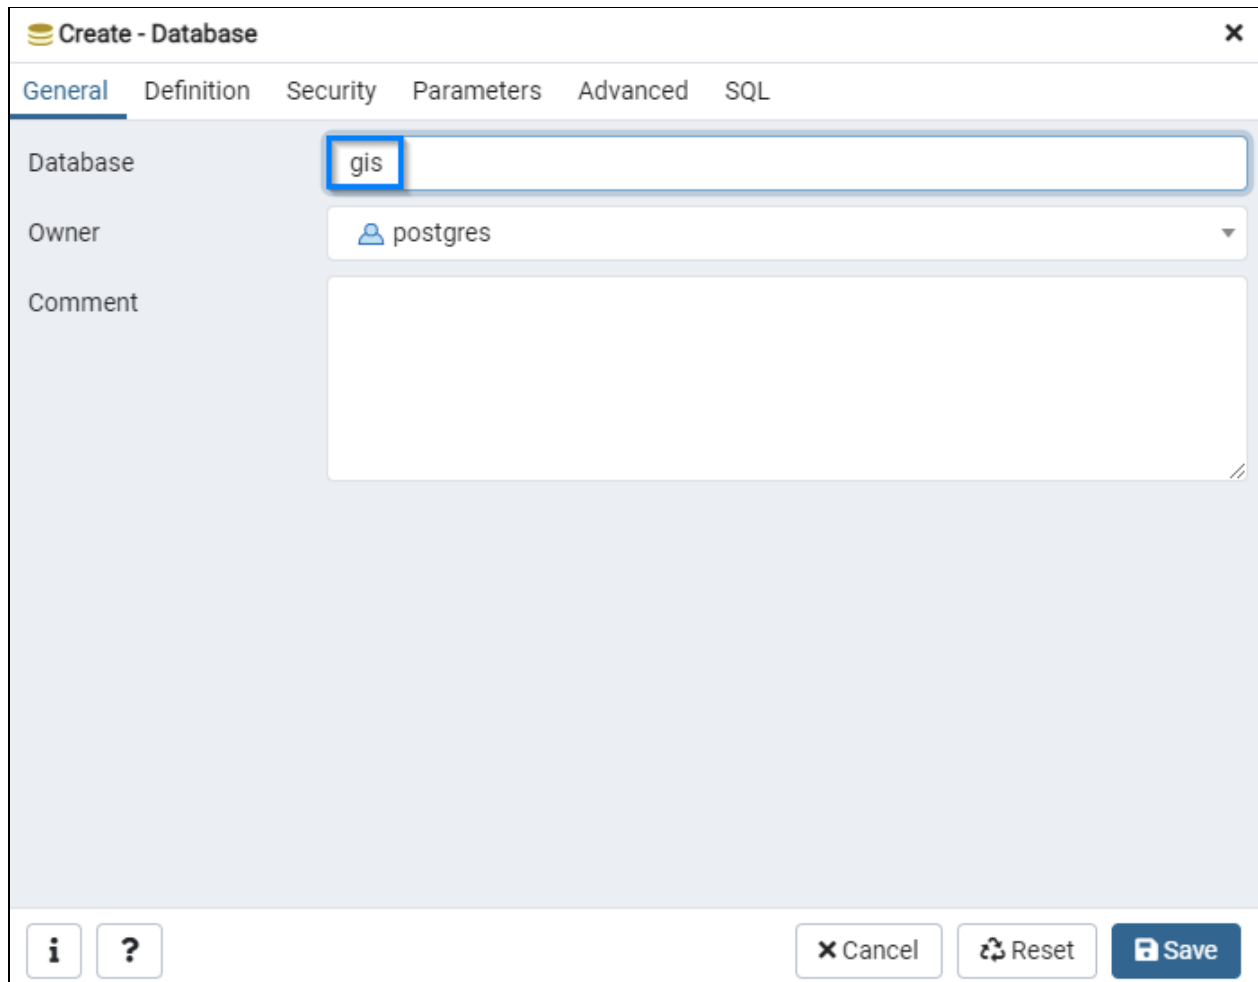 Create - Database
General Definition Security Parameters Advanced SQL
Database gis
Owner postgres
Comment
i ? Cancel Reset Save